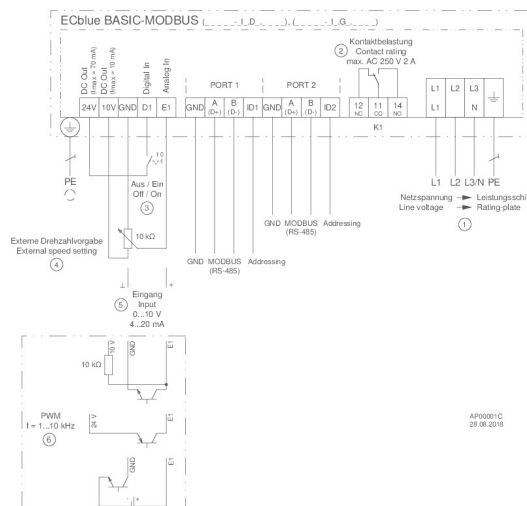 ECblue BASIC-MODBUS (_ _ _ _ _ - _ I _.D _ . _ _ _ _), (_ . _ _ _ - _ I _.G _ . _ _ _ _)
Kontaktbelastung
② Contact rating
max. AC 250 V 2 A
DC Out
(Imax = 70 mA)
DC Out
(Imax = 10 mA)
Digital In
Analog In
PORT 1
PORT 2
24V 10V GND D1 E1
GND A (D+) B (D-) ID1 GND A (D+) B (D-) ID2
12 NC 11 CO 14 NO
K1
L1 L2 L3
L1 N
PE
1 0
Aus / Ein
Off / On
③
10 kΩ
Externe Drehzahlvorgabe
External speed setting
④
GND MODBUS Addressing
(RS-485)
GND MODBUS Addressing
(RS-485)
L1 L2 L3/N PE
Netzspannung Leistungsschi
Line voltage Rating-plate
①
⊥ +
⑤ Eingang
Input
0...10 V
4...20 mA
10 V GND E1
10 kΩ
PWM
f = 1...10 kHz
⑥
24 V E1
GND E1
- +
AP00001C
28.08.2018